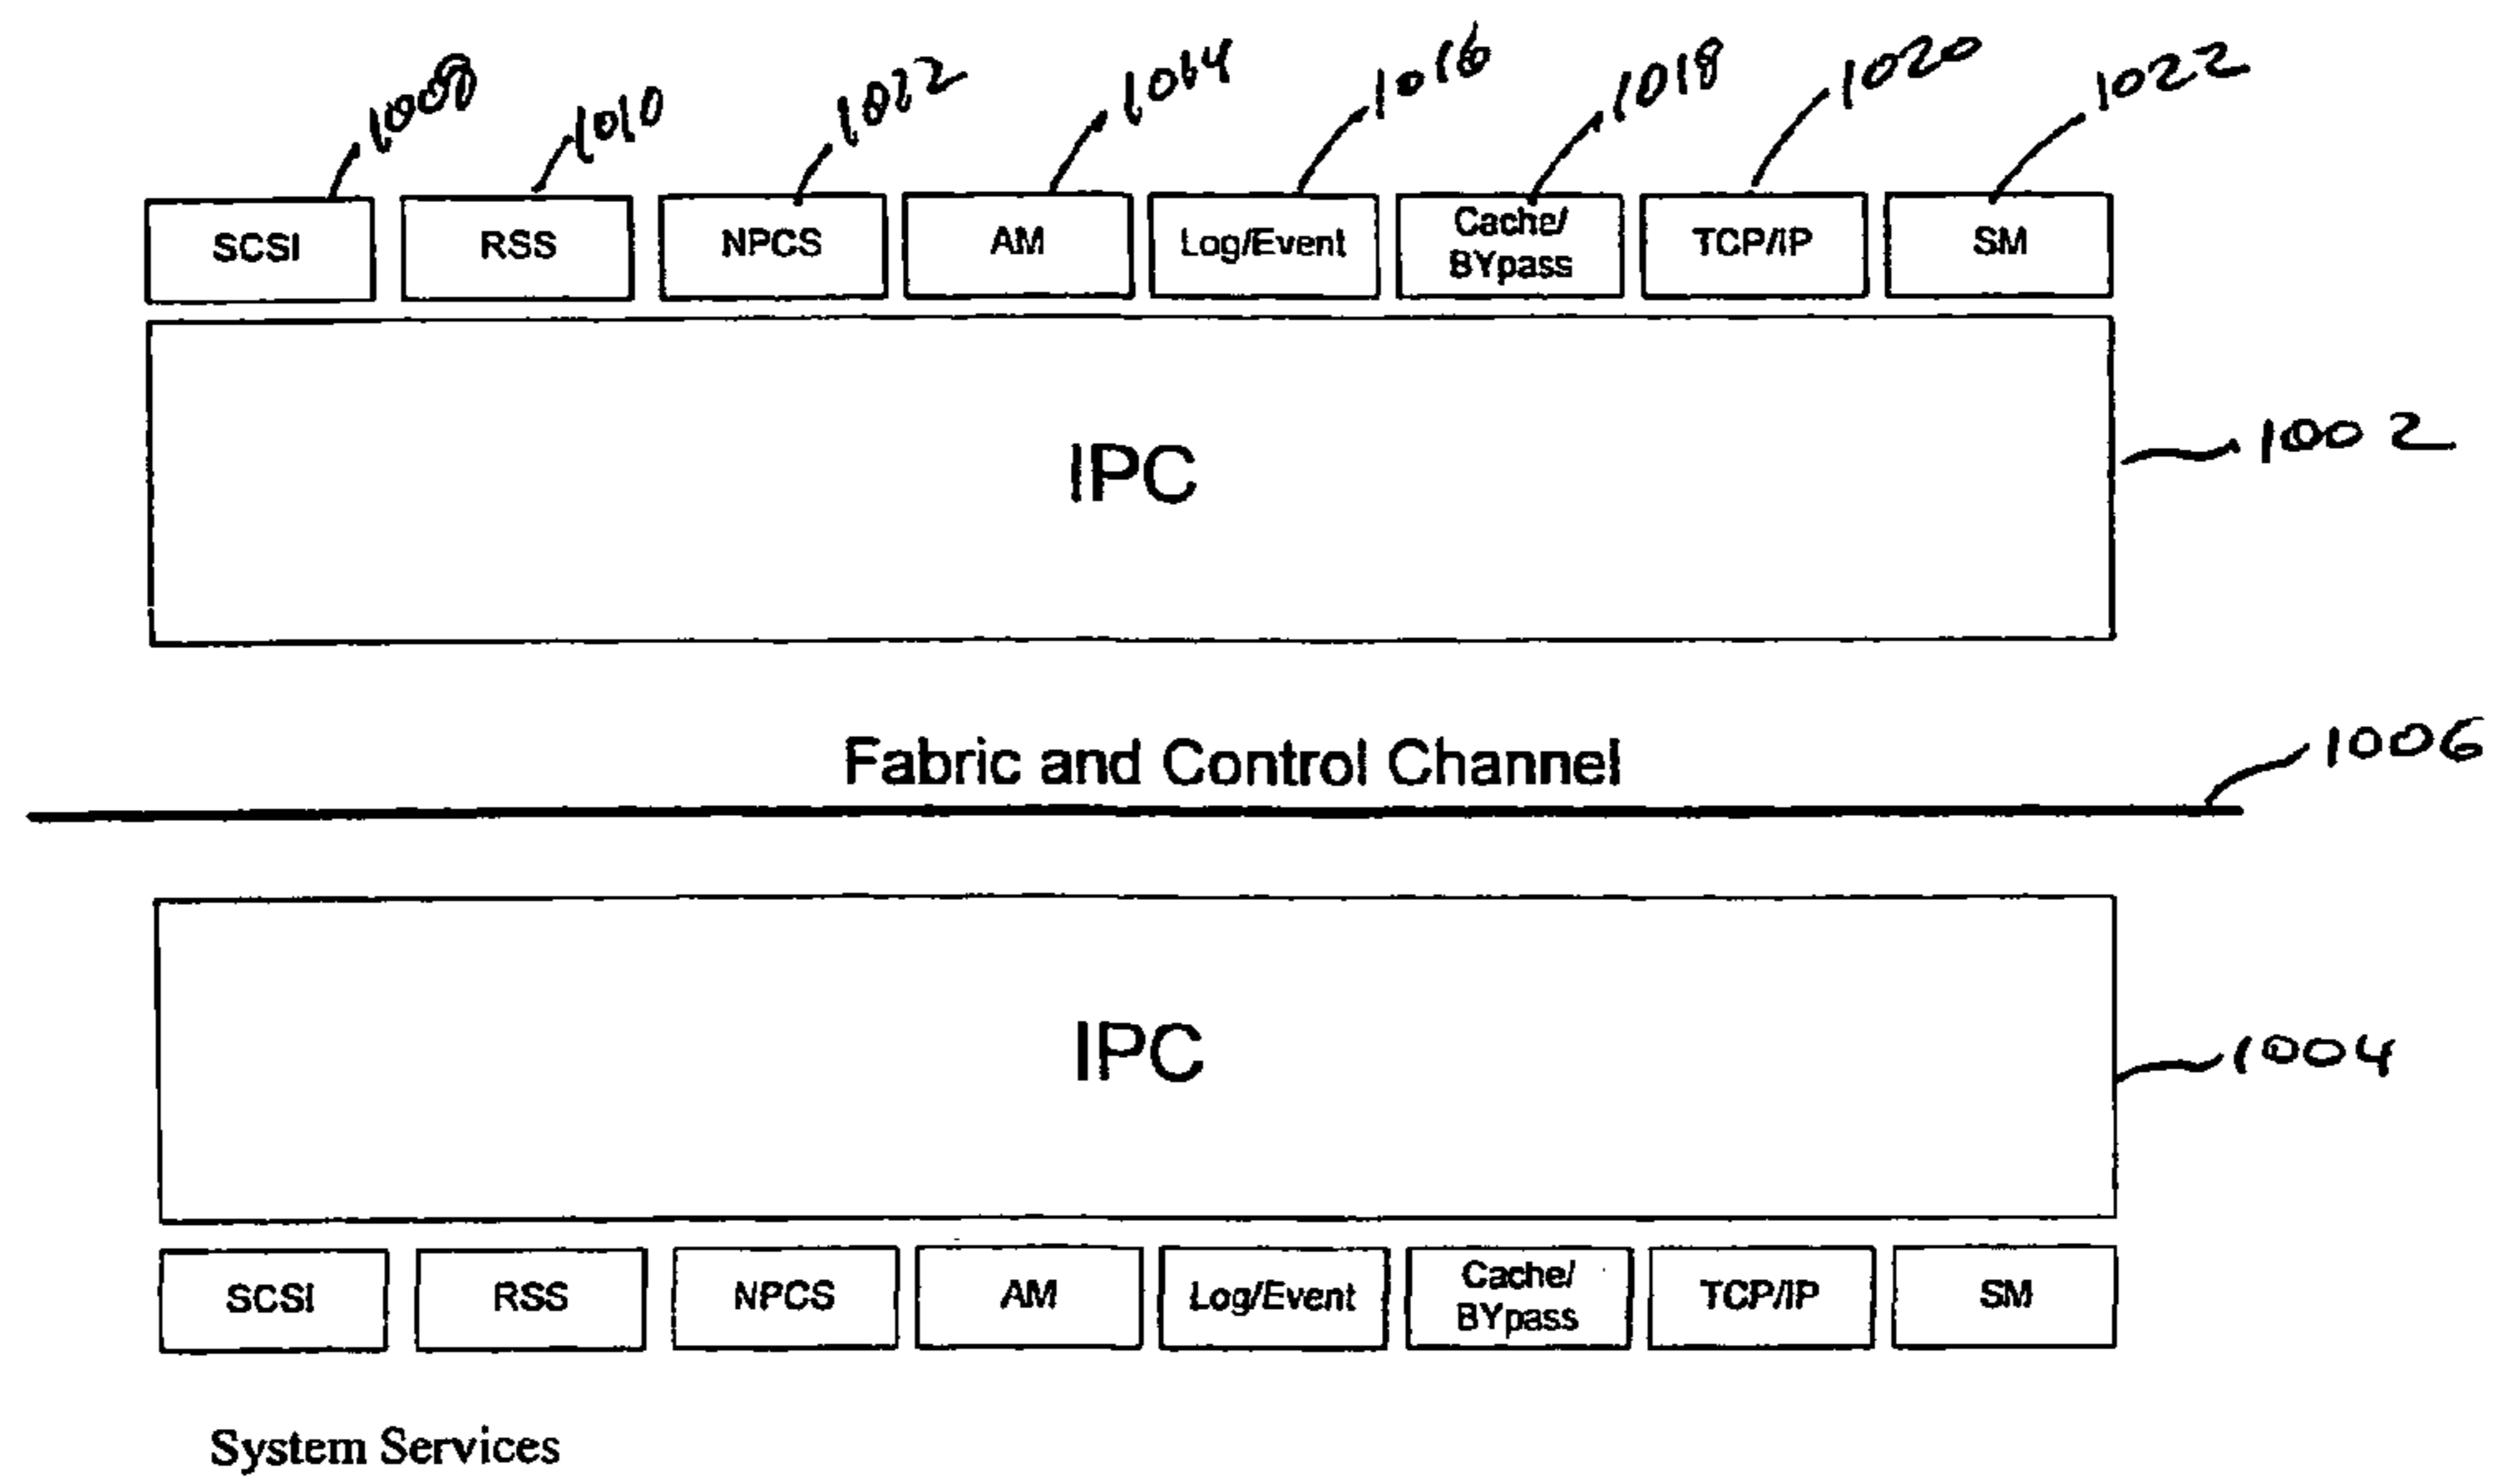 1008 1010 1014 1016 1018 1020 1022
SCSI RSS NPCS AM Log/Event Cache/ TCP/IP SM
BYpass
IPC 1002
Fabric and Control Channel 1006
IPC 1004
SCSI RSS NPCS AM Log/Event Cache/ TCP/IP SM
BYpass
System Services